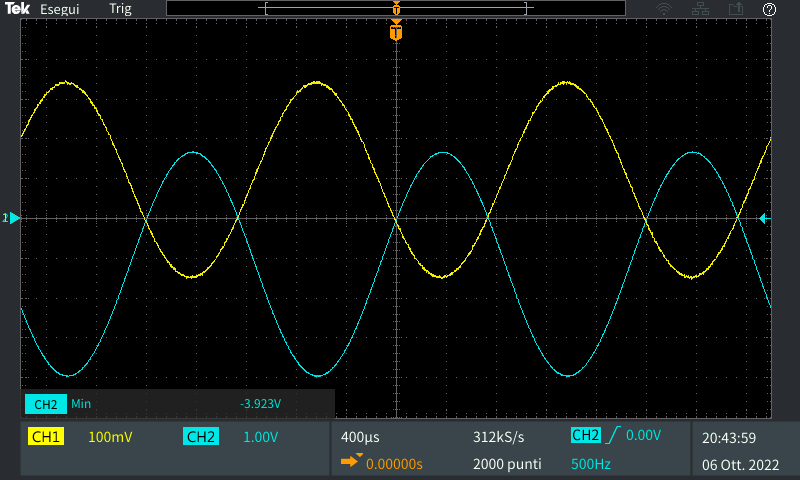 Tek Esegui Trig T ?
T
CH2 Min -3.923V
CH1 100mV CH2 1.00V 400µs 312kS/s CH2 0.00V 20:43:59
0.00000s 2000 punti 500Hz 06 Ott. 2022